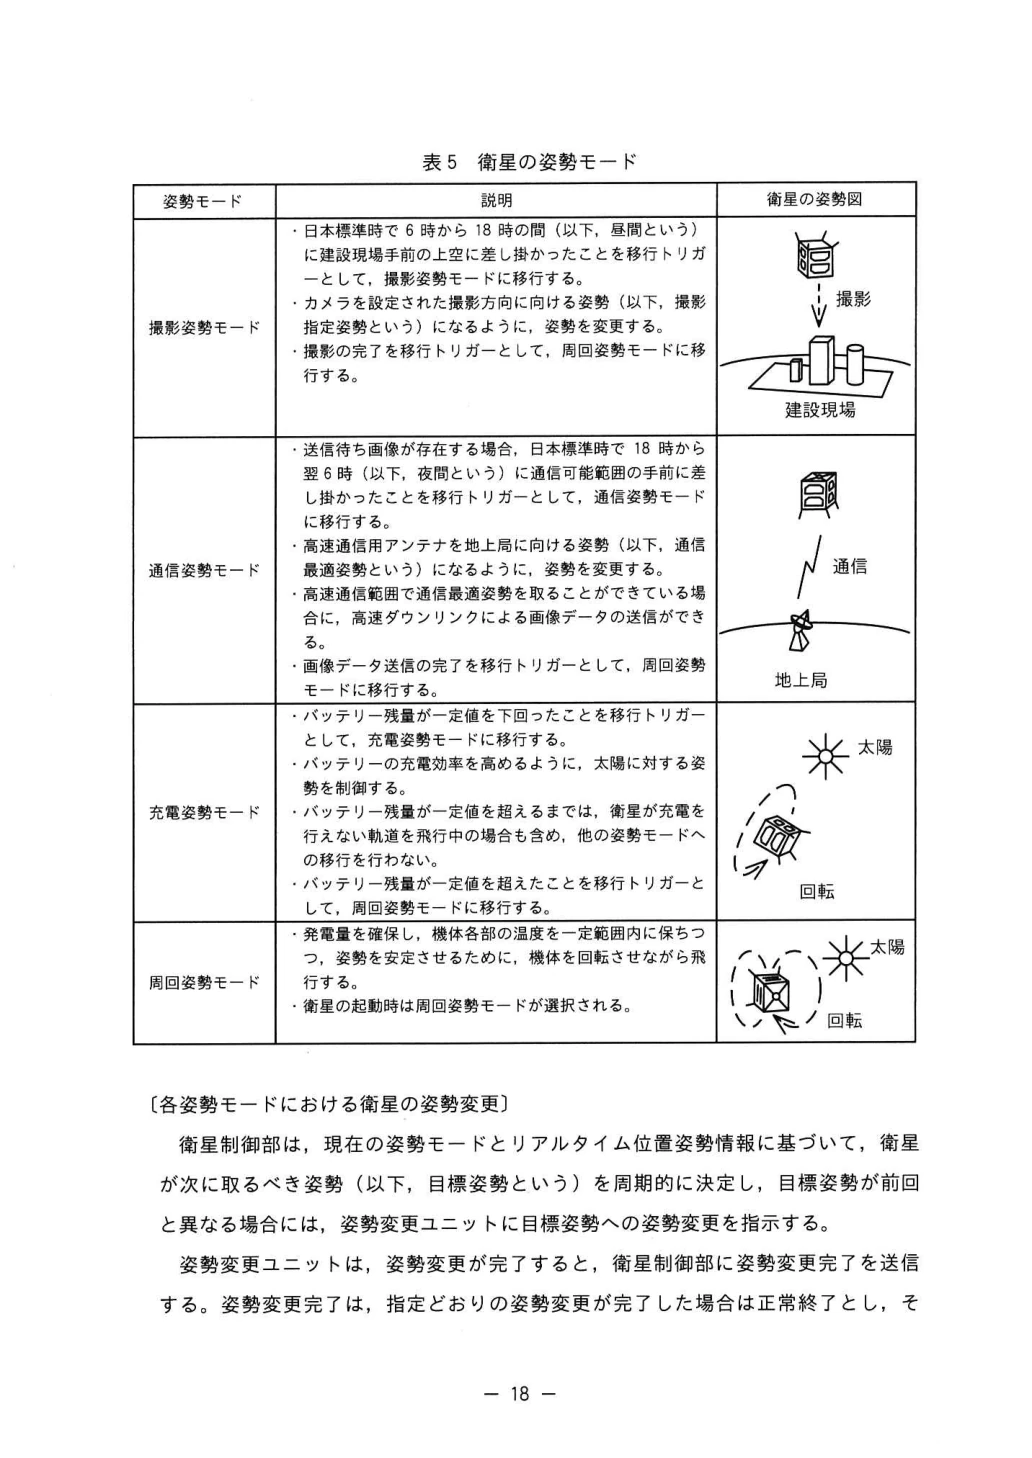 表5　衛星の姿勢モード
姿勢モード
説明
衛星の姿勢図
撮影姿勢モード
・日本標準時で 6 時から 18 時の間（以下，昼間という）
に建設現場手前の上空に差し掛かったことを移行トリガ
ーとして，撮影姿勢モードに移行する。
・カメラを設定された撮影方向に向ける姿勢（以下，撮影
指定姿勢という）になるように，姿勢を変更する。
・撮影の完了を移行トリガーとして，周回姿勢モードに移
行する。
撮影
建設現場
通信姿勢モード
・送信待ち画像が存在する場合，日本標準時で 18 時から
翌 6 時（以下，夜間という）に通信可能範囲の手前に差
し掛かったことを移行トリガーとして，通信姿勢モード
に移行する。
・高速通信用アンテナを地上局に向ける姿勢（以下，通信
最適姿勢という）になるように，姿勢を変更する。
・高速通信範囲で通信最適姿勢を取ることができている場
合に，高速ダウンリンクによる画像データの送信ができ
る。
・画像データ送信の完了を移行トリガーとして，周回姿勢
モードに移行する。
通信
地上局
充電姿勢モード
・バッテリー残量が一定値を下回ったことを移行トリガー
として，充電姿勢モードに移行する。
・バッテリーの充電効率を高めるように，太陽に対する姿
勢を制御する。
・バッテリー残量が一定値を超えるまでは，衛星が充電を
行えない軌道を飛行中の場合も含め，他の姿勢モードへ
の移行を行わない。
・バッテリー残量が一定値を超えたことを移行トリガーと
して，周回姿勢モードに移行する。
太陽
回転
周回姿勢モード
・発電量を確保し，機体各部の温度を一定範囲内に保ちつ
つ，姿勢を安定させるために，機体を回転させながら飛
行する。
・衛星の起動時は周回姿勢モードが選択される。
太陽
回転
〔各姿勢モードにおける衛星の姿勢変更〕
衛星制御部は，現在の姿勢モードとリアルタイム位置姿勢情報に基づいて，衛星
が次に取るべき姿勢（以下，目標姿勢という）を周期的に決定し，目標姿勢が前回
と異なる場合には，姿勢変更ユニットに目標姿勢への姿勢変更を指示する。
姿勢変更ユニットは，姿勢変更が完了すると，衛星制御部に姿勢変更完了を送信
する。姿勢変更完了は，指定どおりの姿勢変更が完了した場合は正常終了とし，そ
－ 18 －